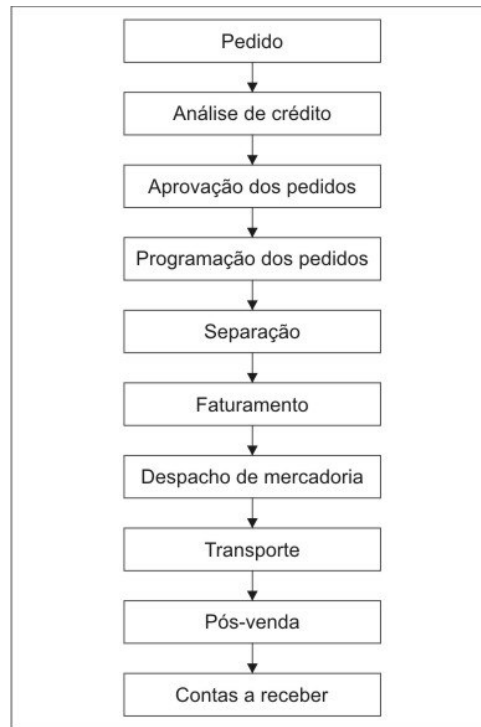 Pedido
Análise de crédito
Aprovação dos pedidos
Programação dos pedidos
Separação
Faturamento
Despacho de mercadoria
Transporte
Pós-venda
Contas a receber